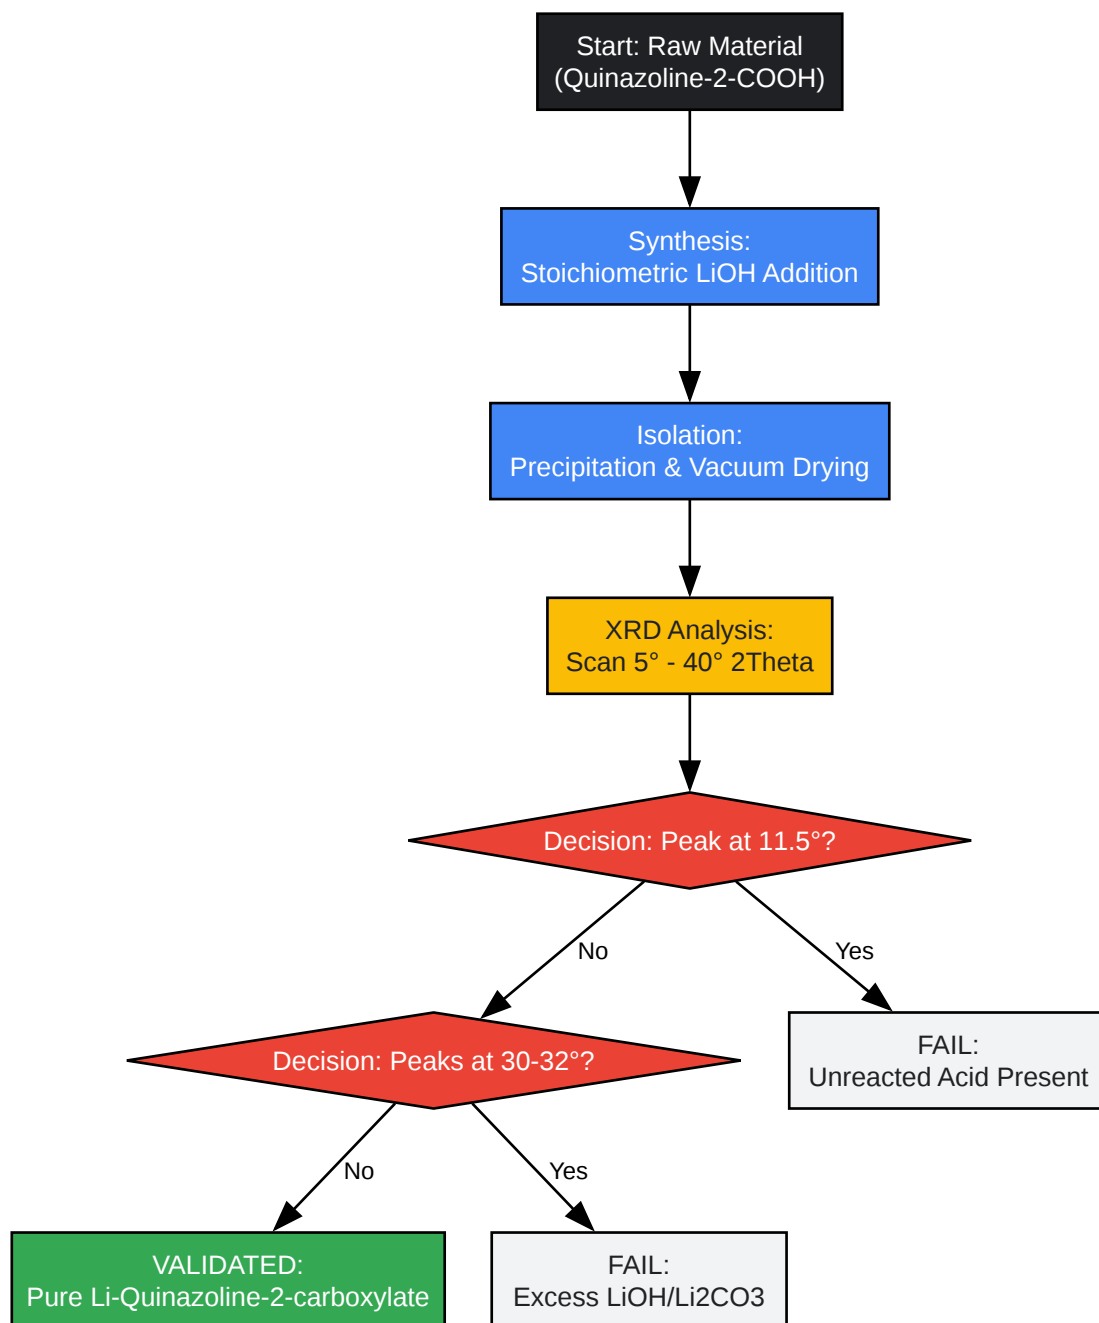 Start: Raw Material
(Quinazoline-2-COOH)
Synthesis:
Stoichiometric LiOH Addition
Isolation:
Precipitation & Vacuum Drying
XRD Analysis:
Scan 5° - 40° 2Theta
Decision: Peak at 11.5°?
No
Yes
Decision: Peaks at 30-32°?
FAIL:
Unreacted Acid Present
No
Yes
VALIDATED:
Pure Li-Quinazoline-2-carboxylate
FAIL:
Excess LiOH/Li2CO3